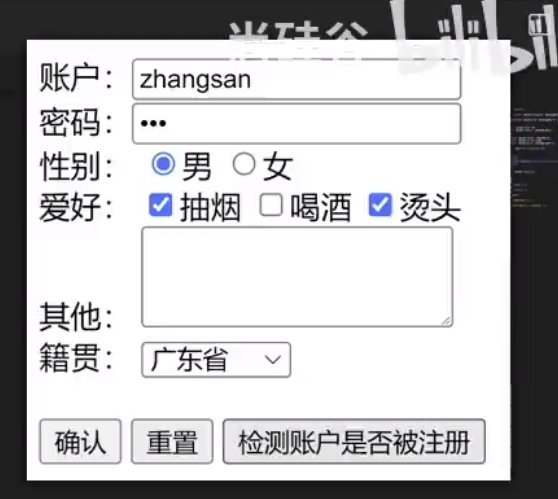 尚硅谷 bilibili
账户： zhangsan
密码： •••
性别： 男 女
爱好： 抽烟 喝酒 烫头
其他：
籍贯： 广东省
确认 重置 检测账户是否被注册